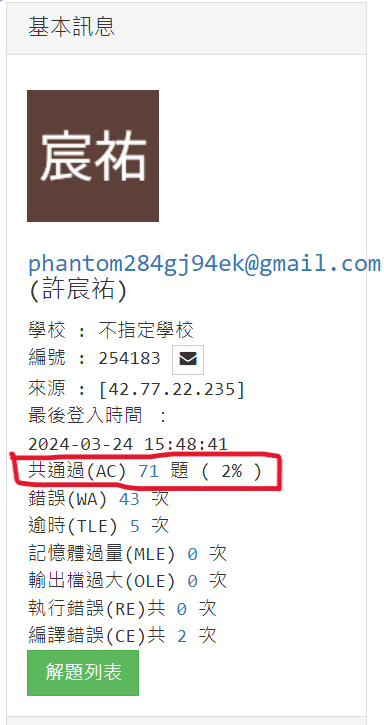 基本訊息
宸祐
phantom284gj94ek@gmail.com
(許宸祐)
學校 : 不指定學校
編號 : 254183
來源 : [42.77.22.235]
最後登入時間 :
2024-03-24 15:48:41
共通過(AC) 71 題 ( 2% )
錯誤(WA) 43 次
逾時(TLE) 5 次
記憶體過量(MLE) 0 次
輸出檔過大(OLE) 0 次
執行錯誤(RE)共 0 次
編譯錯誤(CE)共 2 次
解題列表